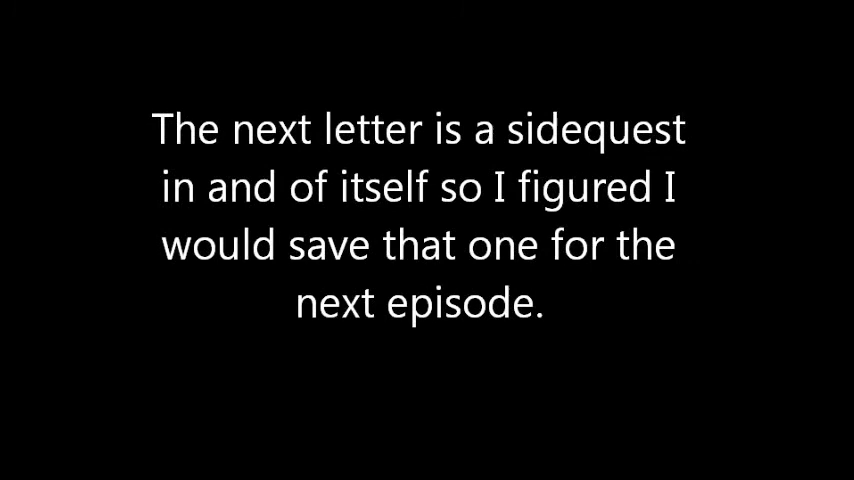 The next letter is a sidequest
in and of itself so I figured I
would save that one for the
next episode.